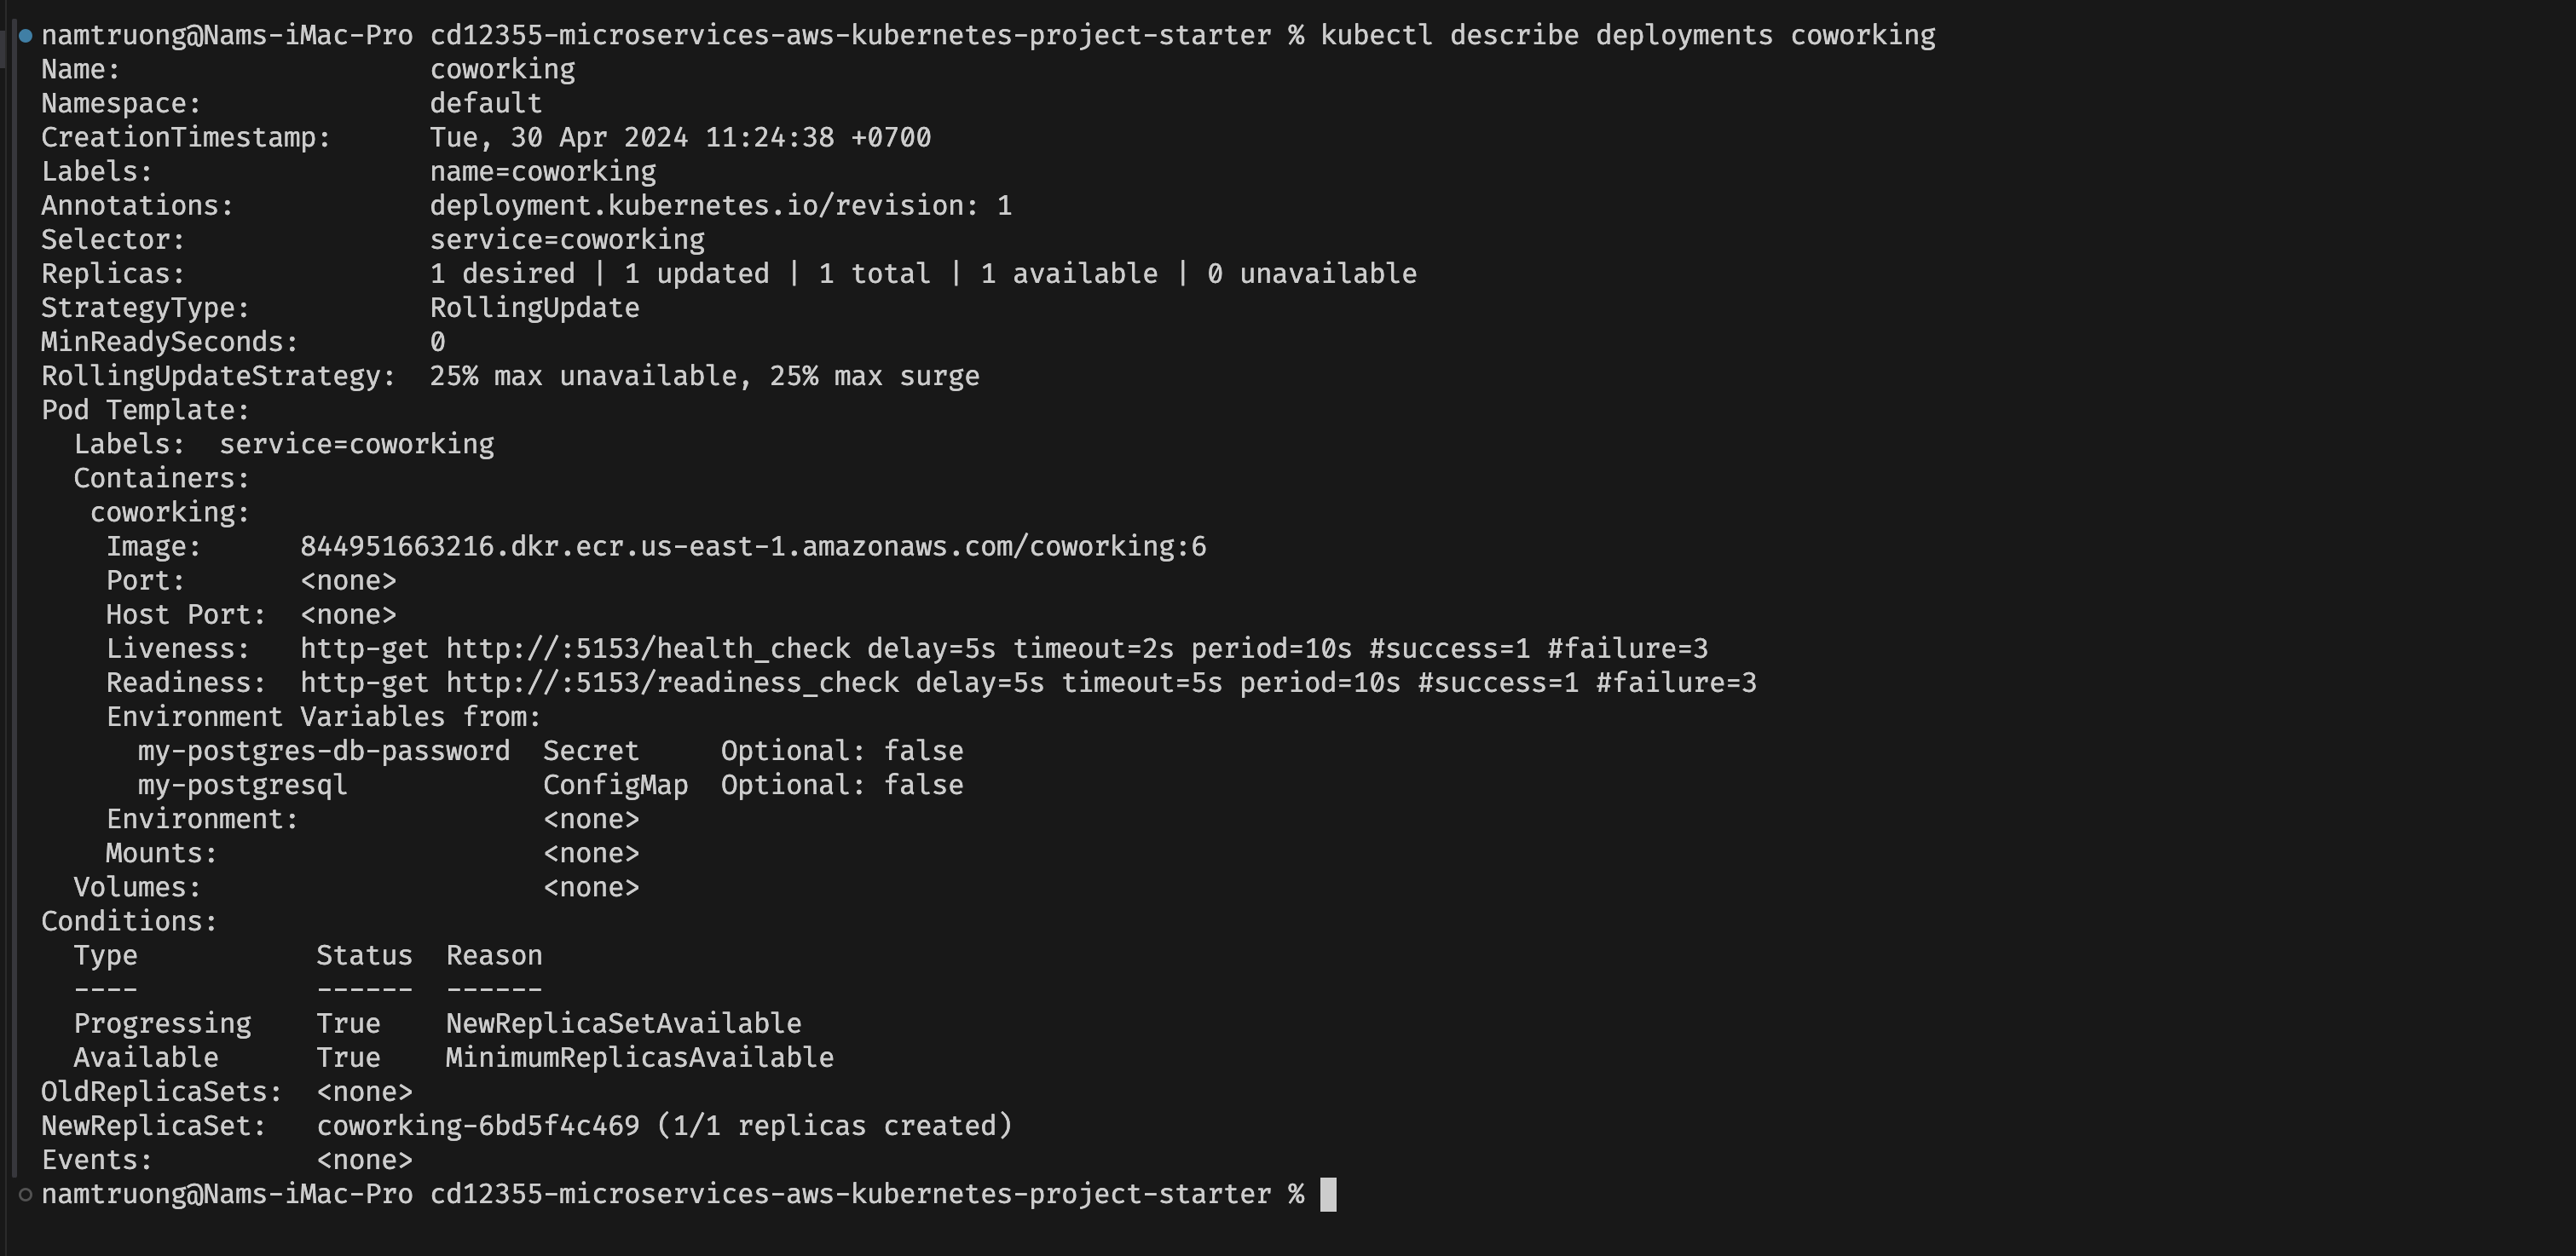 namtruong@Nams-iMac-Pro cd12355-microservices-aws-kubernetes-project-starter % kubectl describe deployments coworking
Name:                   coworking
Namespace:              default
CreationTimestamp:      Tue, 30 Apr 2024 11:24:38 +0700
Labels:                 name=coworking
Annotations:            deployment.kubernetes.io/revision: 1
Selector:               service=coworking
Replicas:               1 desired | 1 updated | 1 total | 1 available | 0 unavailable
StrategyType:           RollingUpdate
MinReadySeconds:        0
RollingUpdateStrategy:  25% max unavailable, 25% max surge
Pod Template:
  Labels:  service=coworking
  Containers:
   coworking:
    Image:      844951663216.dkr.ecr.us-east-1.amazonaws.com/coworking:6
    Port:       <none>
    Host Port:  <none>
    Liveness:   http-get http://:5153/health_check delay=5s timeout=2s period=10s #success=1 #failure=3
    Readiness:  http-get http://:5153/readiness_check delay=5s timeout=5s period=10s #success=1 #failure=3
    Environment Variables from:
      my-postgres-db-password  Secret     Optional: false
      my-postgresql            ConfigMap  Optional: false
    Environment:               <none>
    Mounts:                    <none>
  Volumes:                     <none>
Conditions:
  Type           Status  Reason
  ----           ------  ------
  Progressing    True    NewReplicaSetAvailable
  Available      True    MinimumReplicasAvailable
OldReplicaSets:  <none>
NewReplicaSet:   coworking-6bd5f4c469 (1/1 replicas created)
Events:          <none>
namtruong@Nams-iMac-Pro cd12355-microservices-aws-kubernetes-project-starter %